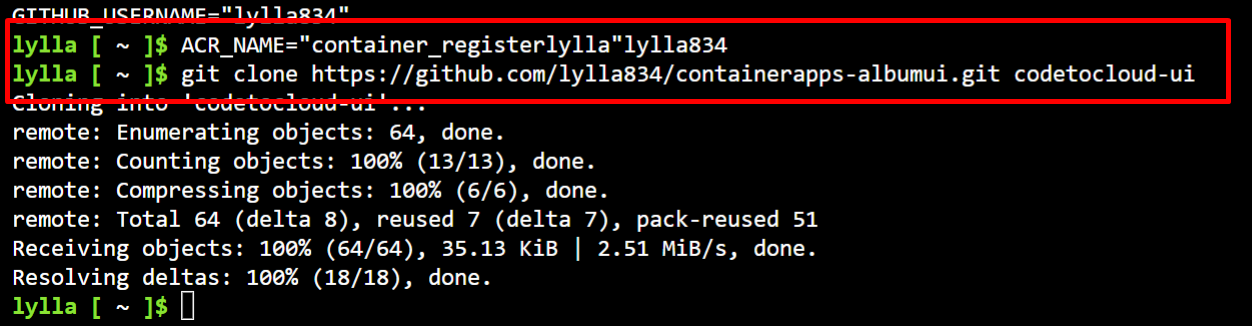 GITHUB_USERNAME="lylla834"
lylla [ ~ ]$ ACR_NAME="container_registerlylla"lylla834
lylla [ ~ ]$ git clone https://github.com/lylla834/containerapps-albumui.git codetocloud-ui
Cloning into 'codetocloud-ui'...
remote: Enumerating objects: 64, done.
remote: Counting objects: 100% (13/13), done.
remote: Compressing objects: 100% (6/6), done.
remote: Total 64 (delta 8), reused 7 (delta 7), pack-reused 51
Receiving objects: 100% (64/64), 35.13 KiB | 2.51 MiB/s, done.
Resolving deltas: 100% (18/18), done.
lylla [ ~ ]$